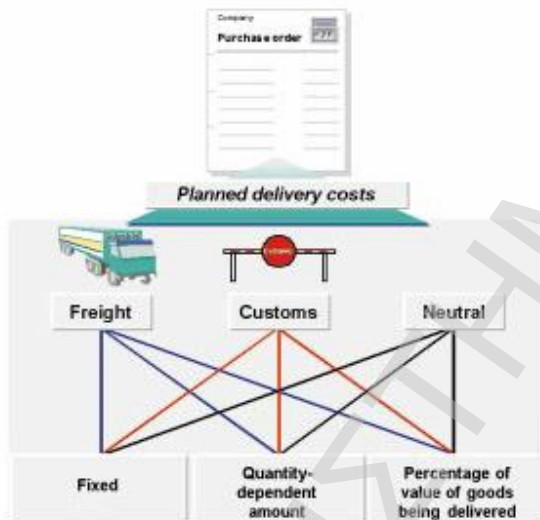 Company
Purchase order
Planned delivery costs
Freight
Customs
Neutral
Fixed
Quantity-
dependent
amount
Percentage of
value of goods
being delivered